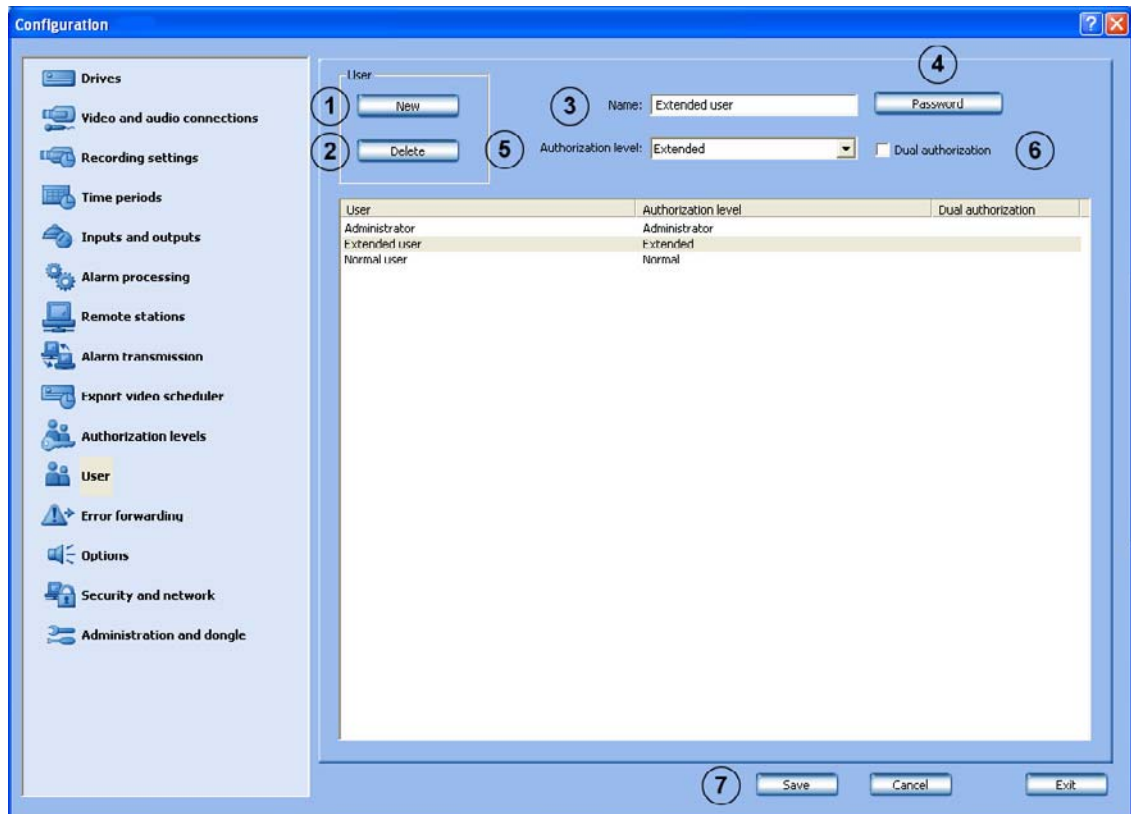 Configuration
Drives
Video and audio connections
Recording settings
Time periods
Inputs and outputs
Alarm processing
Remote stations
Alarm transmission
Export video scheduler
Authorization levels
User
Error forwarding
Options
Security and network
Administration and dongle
User
1 New
2 Delete
3 Name: Extended user
4
Password
5 Authorization level: Extended
Dual authorization 6
User Authorization level Dual authorization
Administrator Administrator
Extended user Extended
Normal user Normal
7 Save Cancel Exit